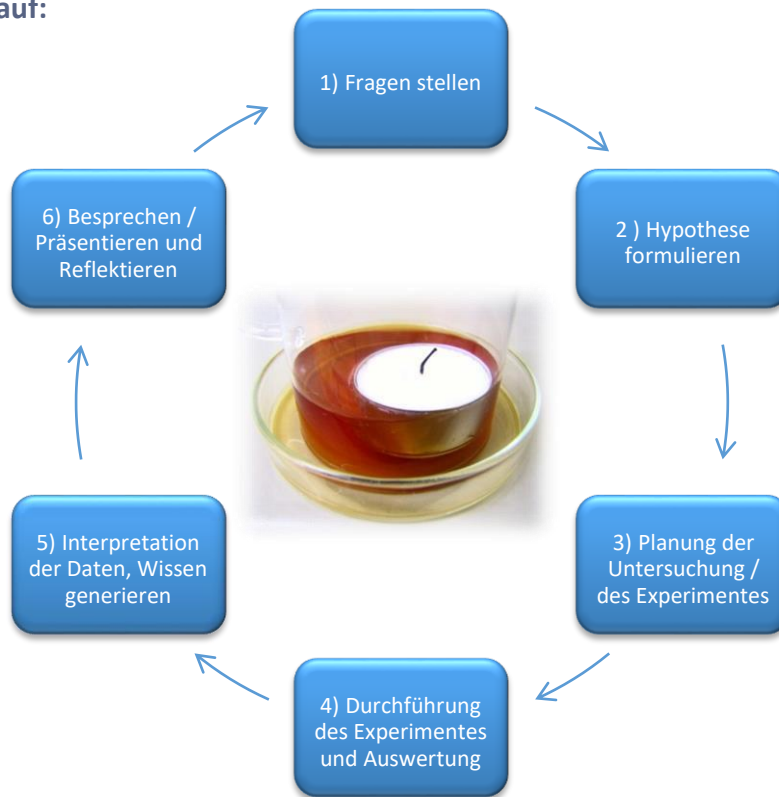 auf:
1) Fragen stellen
2 ) Hypothese
formulieren
3) Planung der
Untersuchung /
des Experimentes
4) Durchführung
des Experimentes
und Auswertung
5) Interpretation
der Daten, Wissen
generieren
6) Besprechen /
Präsentieren und
Reflektieren